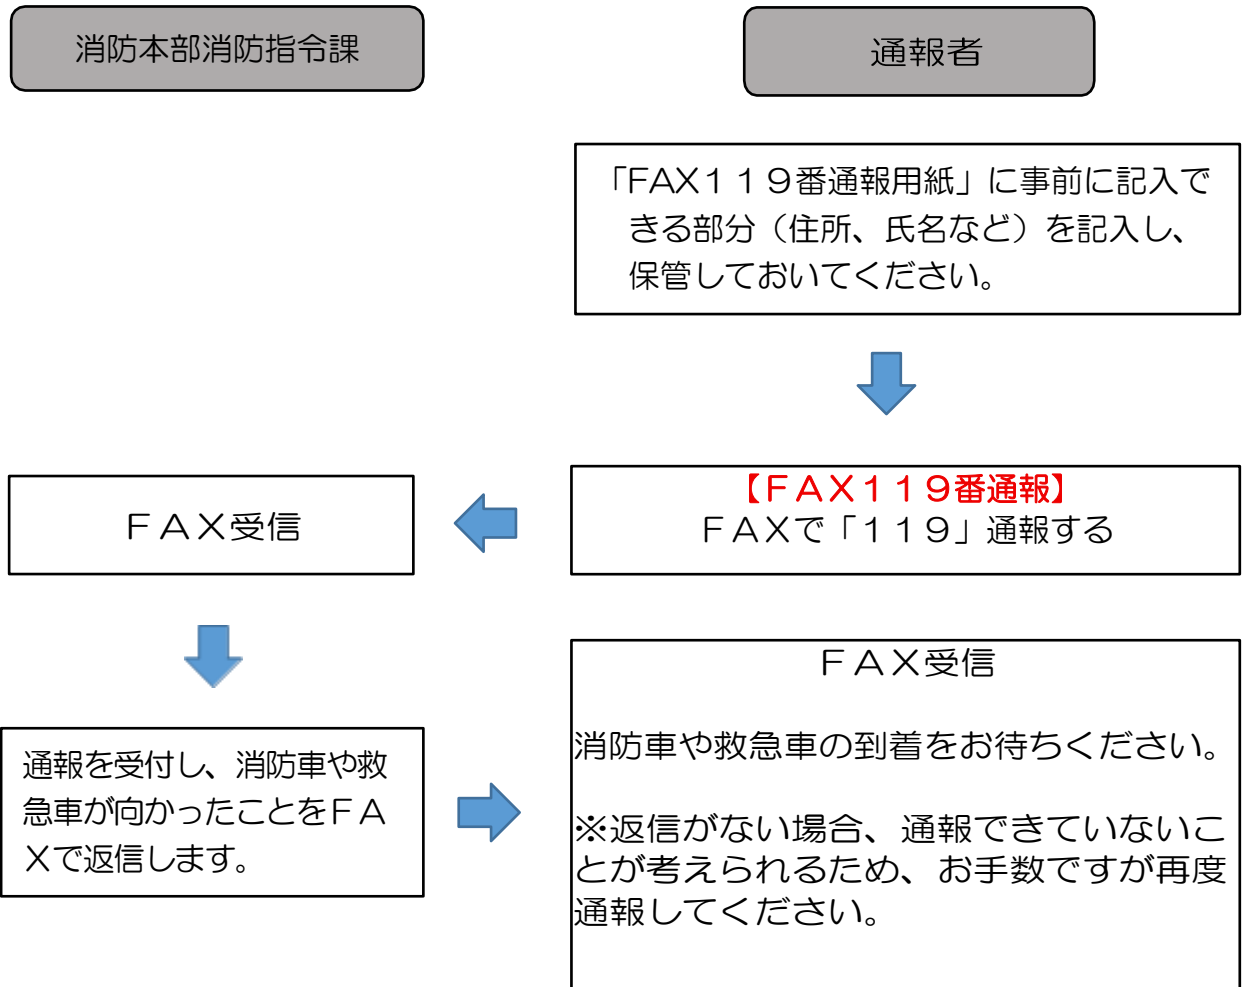 消防本部消防指令課
通報者
「FAX119番通報用紙」に事前に記入で
きる部分（住所、氏名など）を記入し、
保管しておいてください。
【ＦＡＸ１１９番通報】
ＦＡＸで「１１９」通報する
ＦＡＸ受信
通報を受付し、消防車や救
急車が向かったことをＦＡ
Ｘで返信します。
ＦＡＸ受信
消防車や救急車の到着をお待ちください。
※返信がない場合、通報できていないこ
とが考えられるため、お手数ですが再度
通報してください。